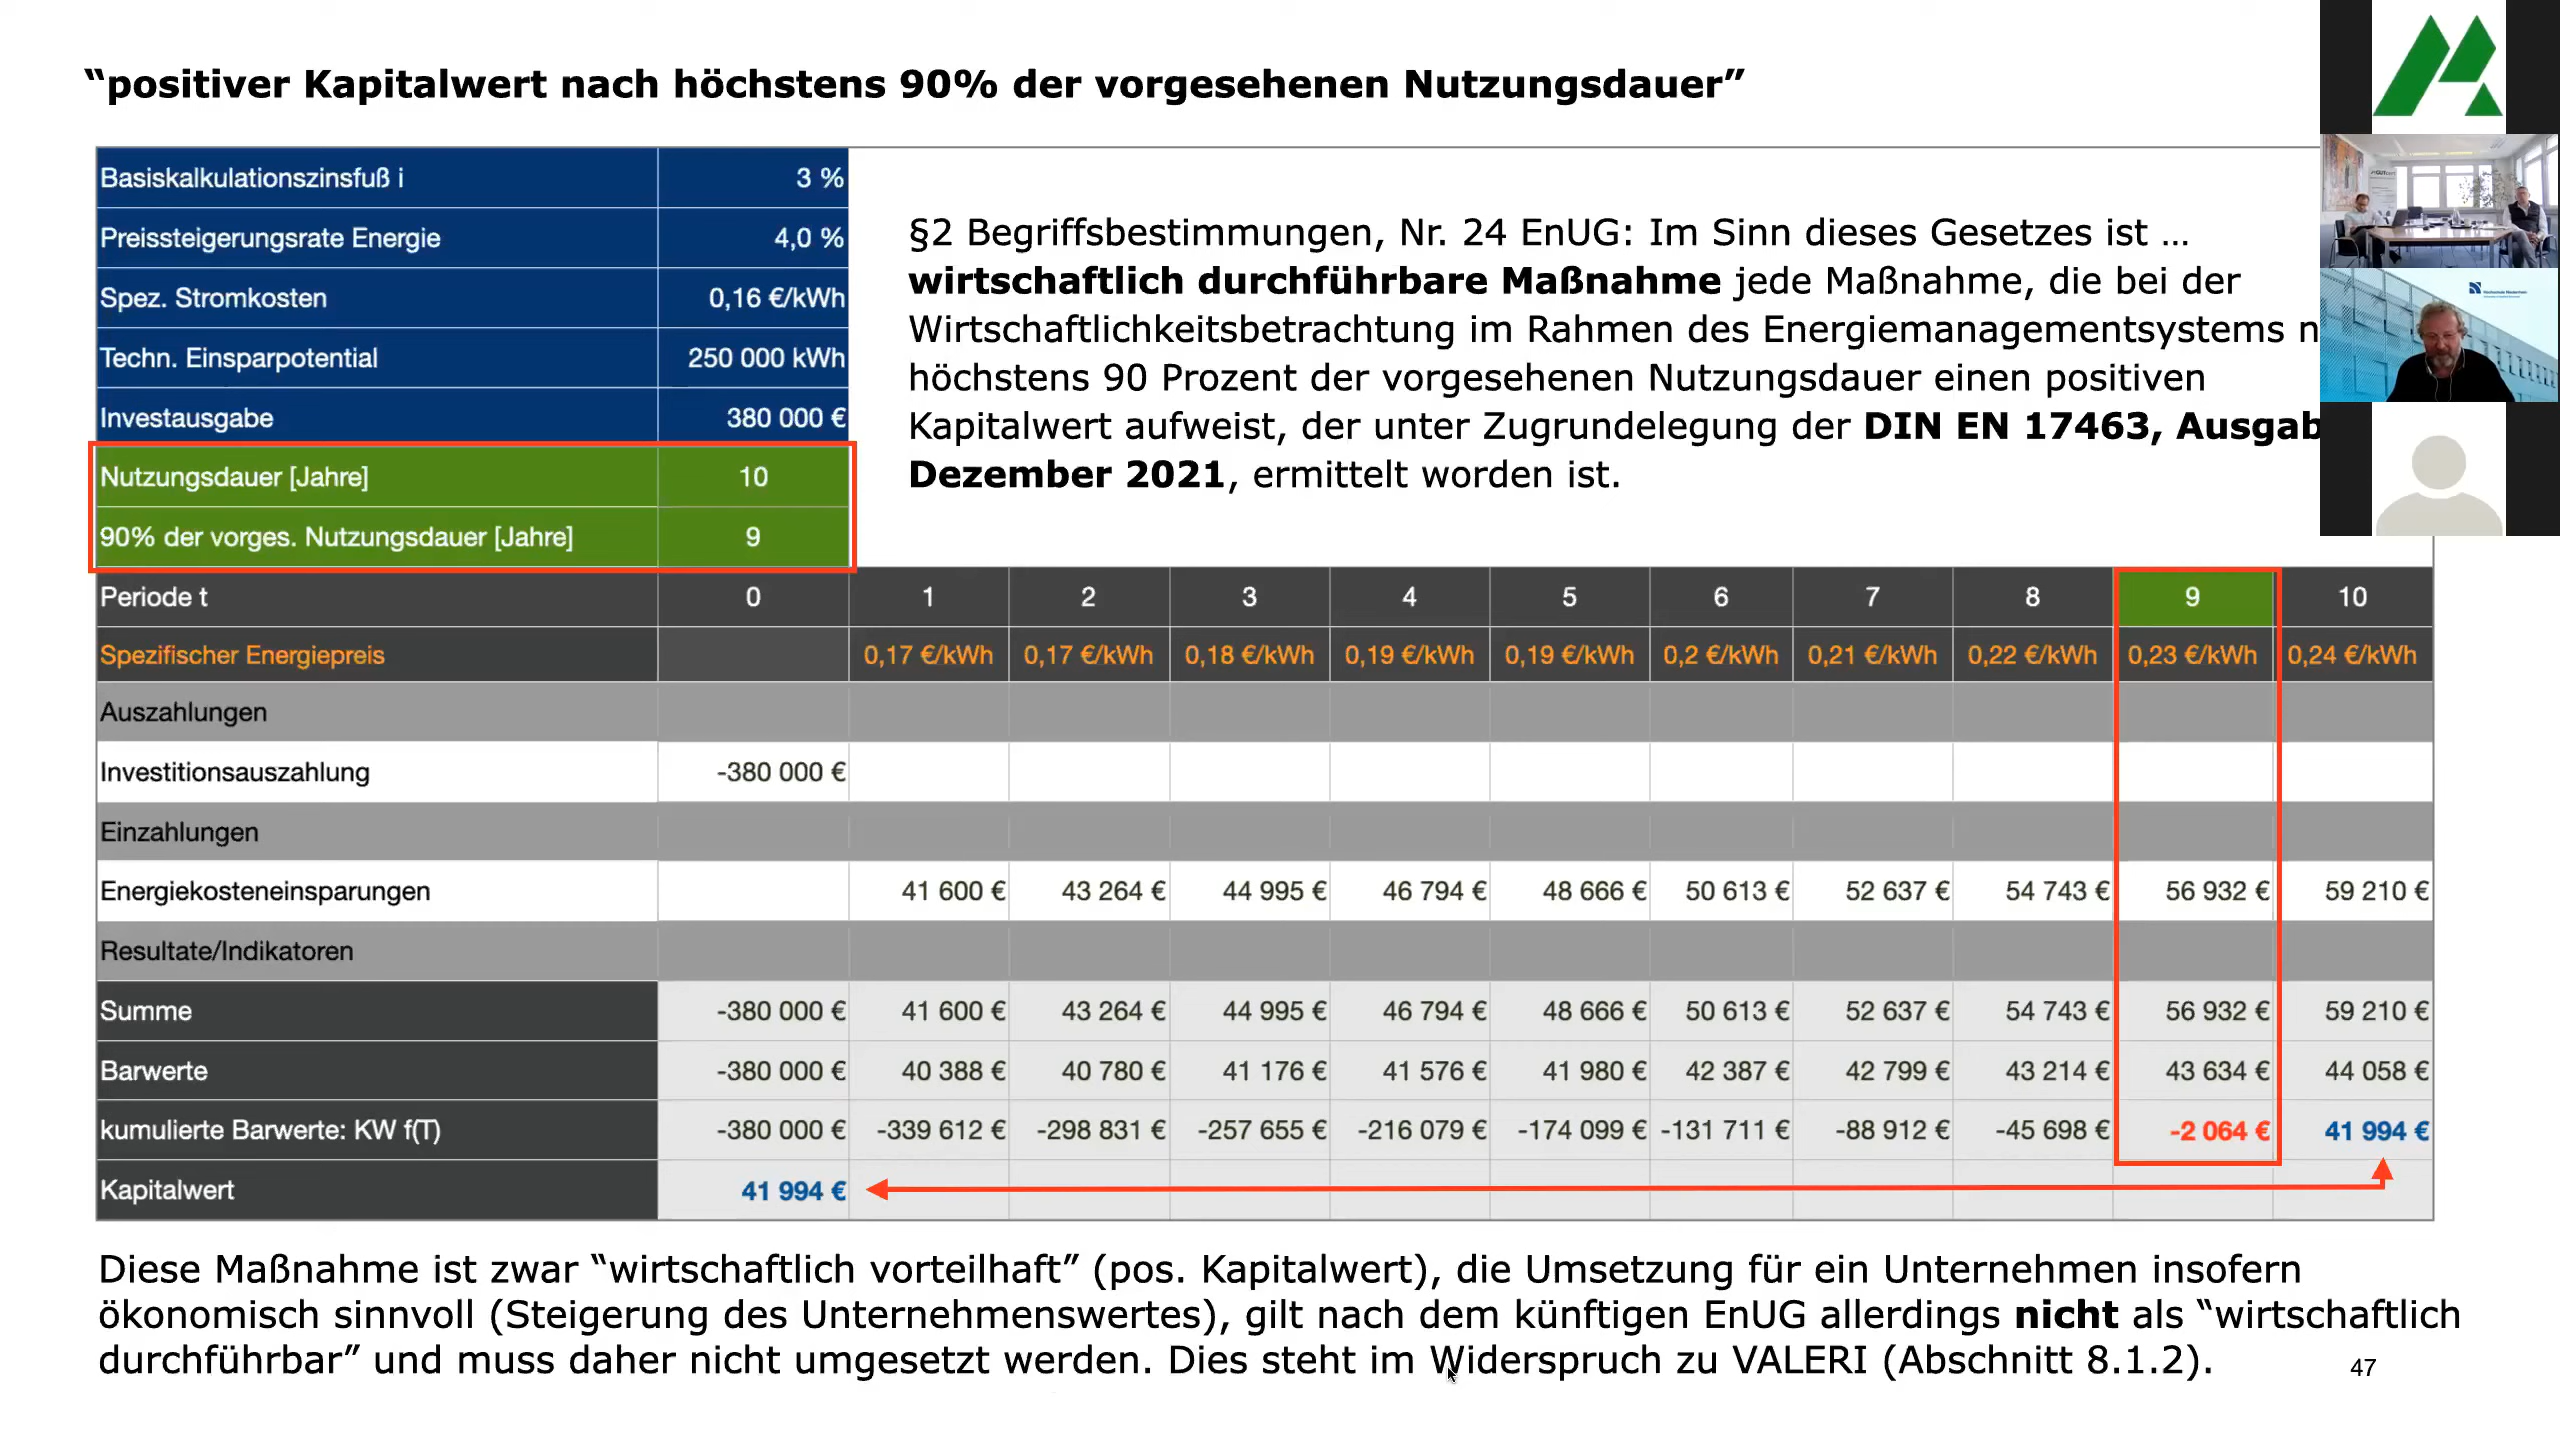 “positiver Kapitalwert nach höchstens 90% der vorgesehenen Nutzungsdauer”
Basiskalkulationszinsfuß i 3 %
Preissteigerungsrate Energie 4,0 %
Spez. Stromkosten 0,16 €/kWh
Techn. Einsparpotential 250 000 kWh
Investausgabe 380 000 €
Nutzungsdauer [Jahre] 10
90% der vorges. Nutzungsdauer [Jahre] 9
§2 Begriffsbestimmungen, Nr. 24 EnUG: Im Sinn dieses Gesetzes ist …
wirtschaftlich durchführbare Maßnahme jede Maßnahme, die bei der
Wirtschaftlichkeitsbetrachtung im Rahmen des Energiemanagementsystems n
höchstens 90 Prozent der vorgesehenen Nutzungsdauer einen positiven
Kapitalwert aufweist, der unter Zugrundelegung der DIN EN 17463, Ausgab
Dezember 2021, ermittelt worden ist.
Periode t 0 1 2 3 4 5 6 7 8 9 10
Spezifischer Energiepreis 0,17 €/kWh 0,17 €/kWh 0,18 €/kWh 0,19 €/kWh 0,19 €/kWh 0,2 €/kWh 0,21 €/kWh 0,22 €/kWh 0,23 €/kWh 0,24 €/kWh
Auszahlungen
Investitionsauszahlung -380 000 €
Einzahlungen
Energiekosteneinsparungen 41 600 € 43 264 € 44 995 € 46 794 € 48 666 € 50 613 € 52 637 € 54 743 € 56 932 € 59 210 €
Resultate/Indikatoren
Summe -380 000 € 41 600 € 43 264 € 44 995 € 46 794 € 48 666 € 50 613 € 52 637 € 54 743 € 56 932 € 59 210 €
Barwerte -380 000 € 40 388 € 40 780 € 41 176 € 41 576 € 41 980 € 42 387 € 42 799 € 43 214 € 43 634 € 44 058 €
kumulierte Barwerte: KW f(T) -380 000 € -339 612 € -298 831 € -257 655 € -216 079 € -174 099 € -131 711 € -88 912 € -45 698 € -2 064 € 41 994 €
Kapitalwert 41 994 €
Diese Maßnahme ist zwar “wirtschaftlich vorteilhaft” (pos. Kapitalwert), die Umsetzung für ein Unternehmen insofern
ökonomisch sinnvoll (Steigerung des Unternehmenswertes), gilt nach dem künftigen EnUG allerdings nicht als “wirtschaftlich
durchführbar” und muss daher nicht umgesetzt werden. Dies steht im Widerspruch zu VALERI (Abschnitt 8.1.2).
47